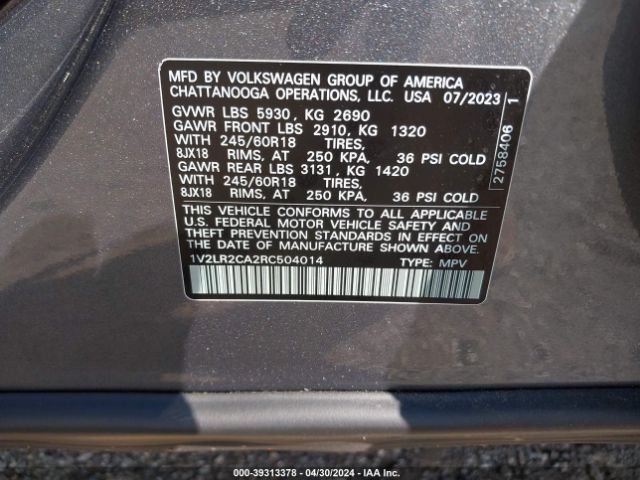 MFD BY VOLKSWAGEN GROUP OF AMERICA
CHATTANOOGA OPERATIONS, LLC. USA 07/2023
GVWR LBS 5930, KG 2690
GAWR FRONT LBS 2910, KG 1320
WITH 245/60R18 TIRES,
8JX18 RIMS, AT 250 KPA, 36 PSI COLD
GAWR REAR LBS 3131, KG 1420
WITH 245/60R18 TIRES,
8JX18 RIMS, AT 250 KPA, 36 PSI COLD
THIS VEHICLE CONFORMS TO ALL APPLICABLE
U.S. FEDERAL MOTOR VEHICLE SAFETY AND
THEFT PREVENTION STANDARDS IN EFFECT ON
THE DATE OF MANUFACTURE SHOWN ABOVE.
1V2LR2CA2RC504014 TYPE: MPV
2758406
1
000-39313378 - 04/30/2024 - IAA Inc.